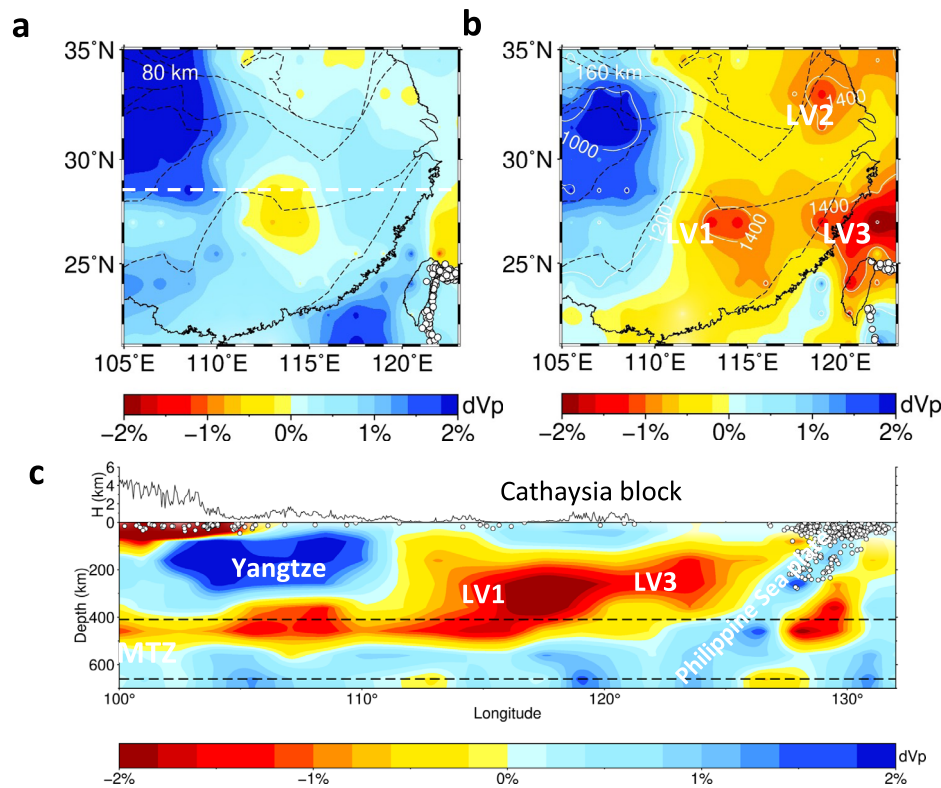 a
b
35˚N
30˚N
25˚N
80 km
105˚E
110˚E
115˚E
120˚E
−2%
−1%
0%
1%
2%
dVp
35˚N
30˚N
25˚N
160 km
1000
1200
1400
1400
1400
LV2
LV1
LV3
105˚E
110˚E
115˚E
120˚E
−2%
−1%
0%
1%
2%
dVp
c
H (km)
6
4
2
0
Cathaysia block
Depth(km)
200
400
600
Yangtze
LV1
LV3
MTZ
Philippine Sea
100°
110°
120°
130°
Longitude
−2%
−1%
0%
1%
2%
dVp